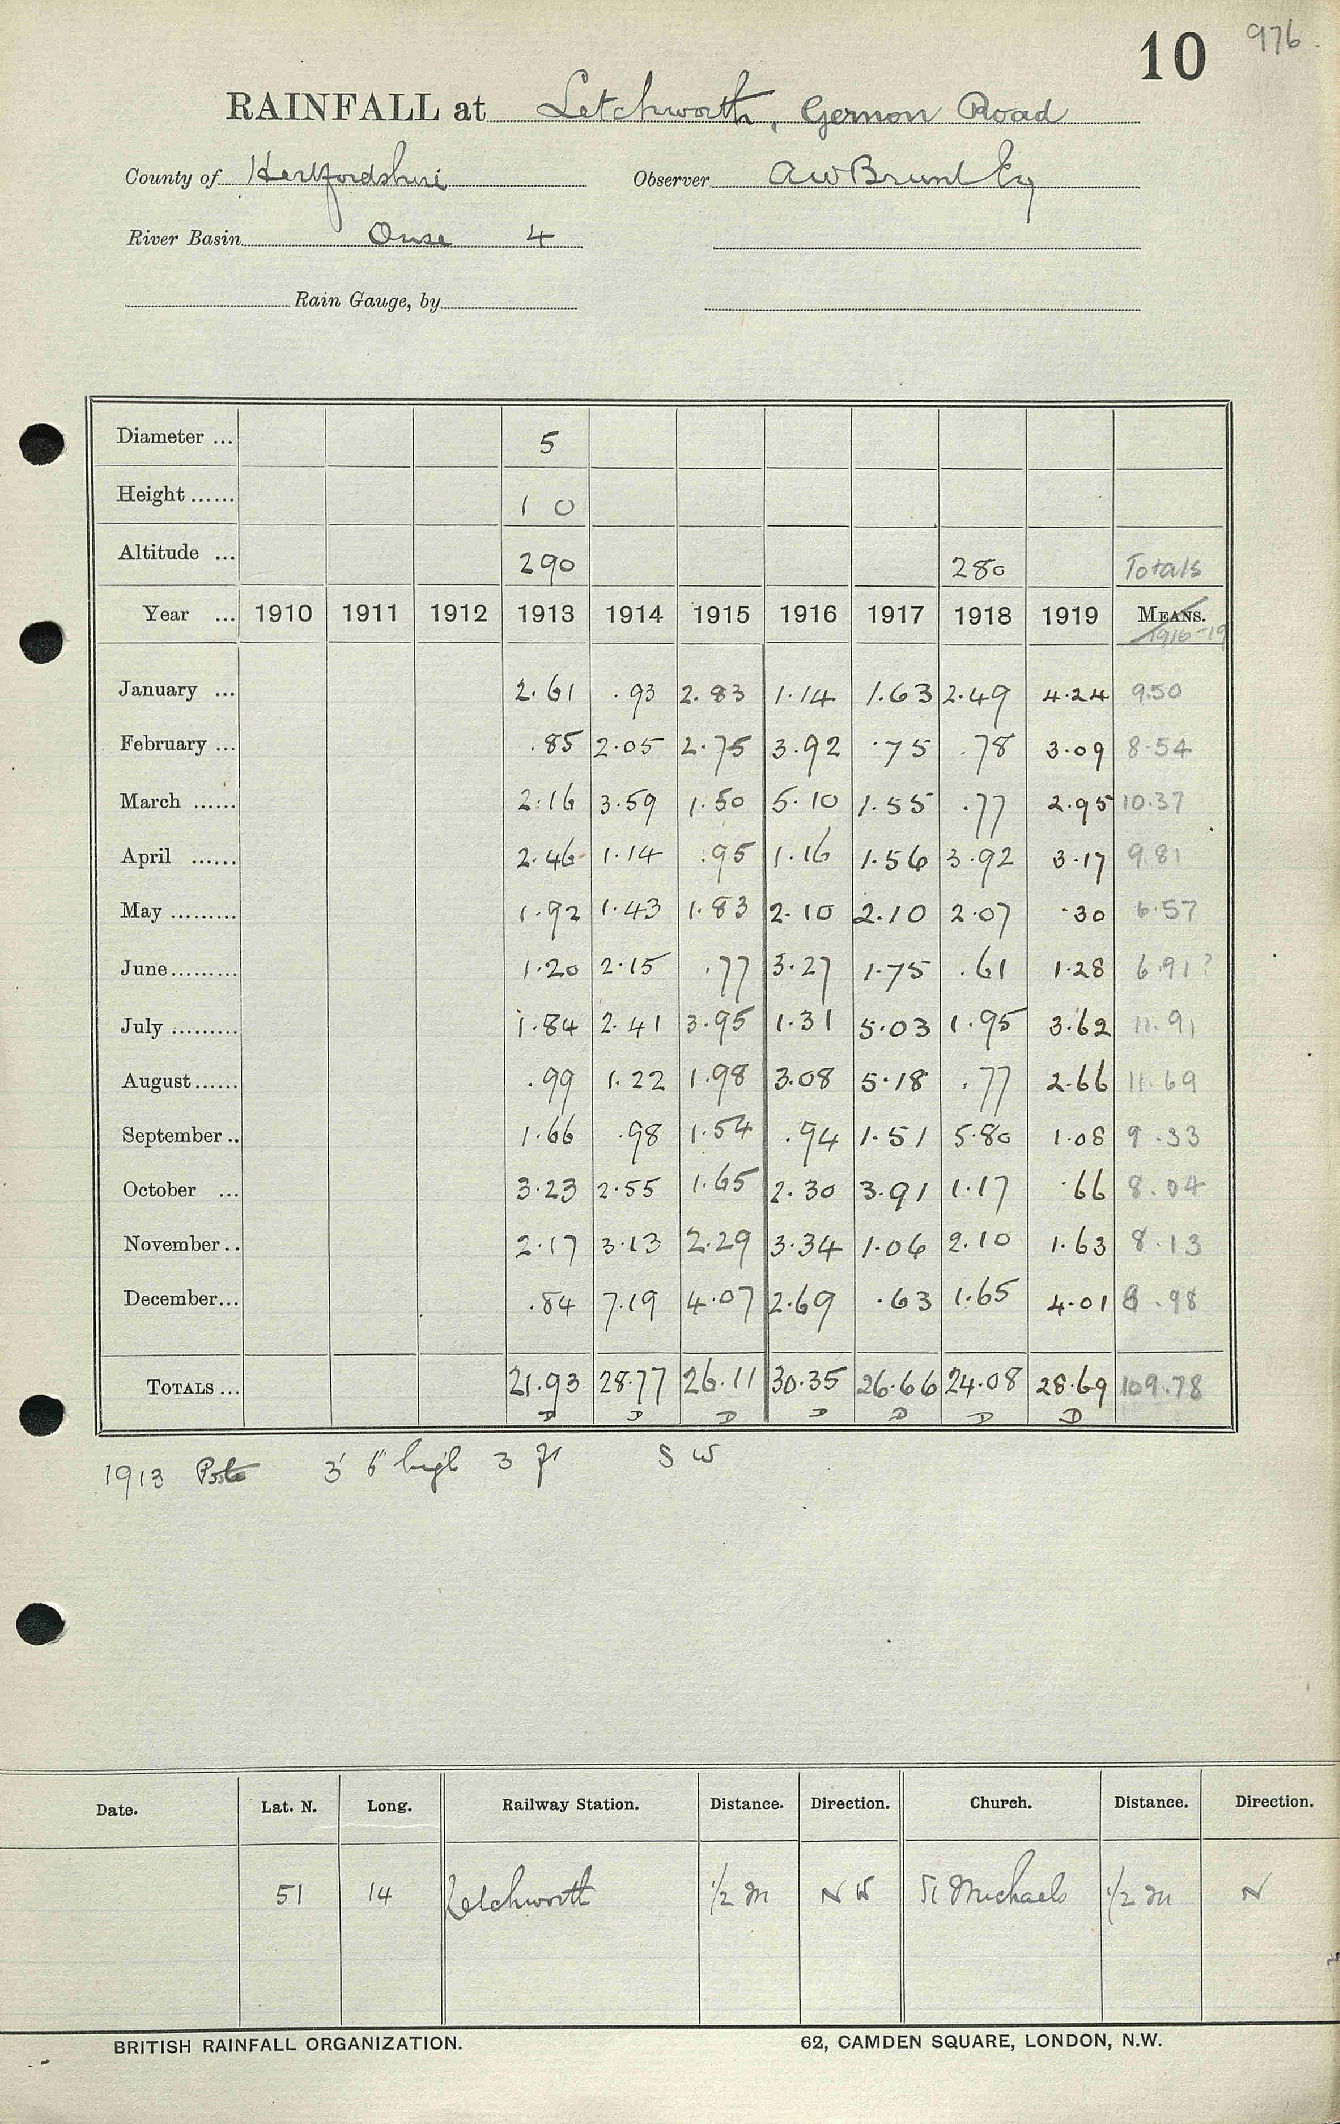 10 976
RAINFALL at Letchworth, Gernon Road
County of Hertfordshire Observer A W Brunt Esq
River Basin Ouse 4
Rain Gauge, by
Diameter ... 5
Height ...... 1 0
Altitude ... 290 280 Totals
Year ... 1910 1911 1912 1913 1914 1915 1916 1917 1918 1919 MEANS.
1916-19
January ... 2.61 .93 2.83 1.14 1.63 2.49 4.24 9.50
February ... .85 2.05 2.75 3.92 .75 .78 3.09 8.54
March ...... 2.16 3.59 1.50 5.10 1.55 .77 2.95 10.37
April ...... 2.46 1.14 .95 1.16 1.56 3.92 3.17 9.81
May ......... 1.92 1.43 1.83 2.10 2.10 2.07 .30 6.57
June......... 1.20 2.15 .77 3.27 1.75 .61 1.28 6.91?
July ......... 1.84 2.41 3.95 1.31 5.03 1.95 3.62 11.91
August...... .99 1.22 1.98 3.08 5.18 .77 2.66 11.69
September.. 1.66 .98 1.54 .94 1.51 5.80 1.08 9.33
October ... 3.23 2.55 1.65 2.30 3.91 1.17 .66 8.04
November.. 2.17 3.13 2.29 3.34 1.06 2.10 1.63 8.13
December... .84 7.19 4.07 2.69 .63 1.65 4.01 8.98
TOTALS ... 21.93 28.77 26.11 30.35 26.66 24.08 28.69 109.78
D D D D D D D
1913 Posts 3' 6" high 3 ft S W
Date. Lat. N. Long. Railway Station. Distance. Direction. Church. Distance. Direction.
51 14 Letchworth 1/2 m N W St Michaels 1/2 m N
BRITISH RAINFALL ORGANIZATION. 62, CAMDEN SQUARE, LONDON, N.W.